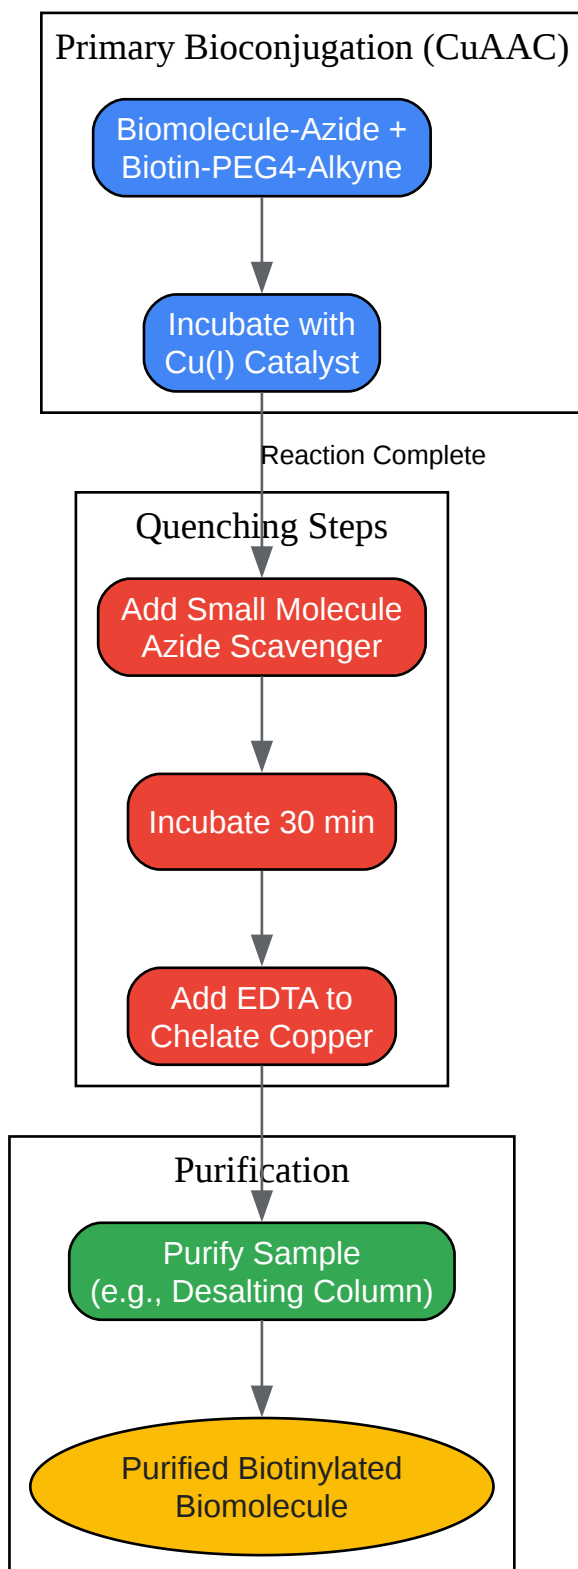 Primary Bioconjugation (CuAAC)
Biomolecule-Azide +
Biotin-PEG4-Alkyne
Incubate with
Cu(I) Catalyst
Reaction Complete
Quenching Steps
Add Small Molecule
Azide Scavenger
Incubate 30 min
Add EDTA to
Chelate Copper
Purification
Purify Sample
(e.g., Desalting Column)
Purified Biotinylated
Biomolecule